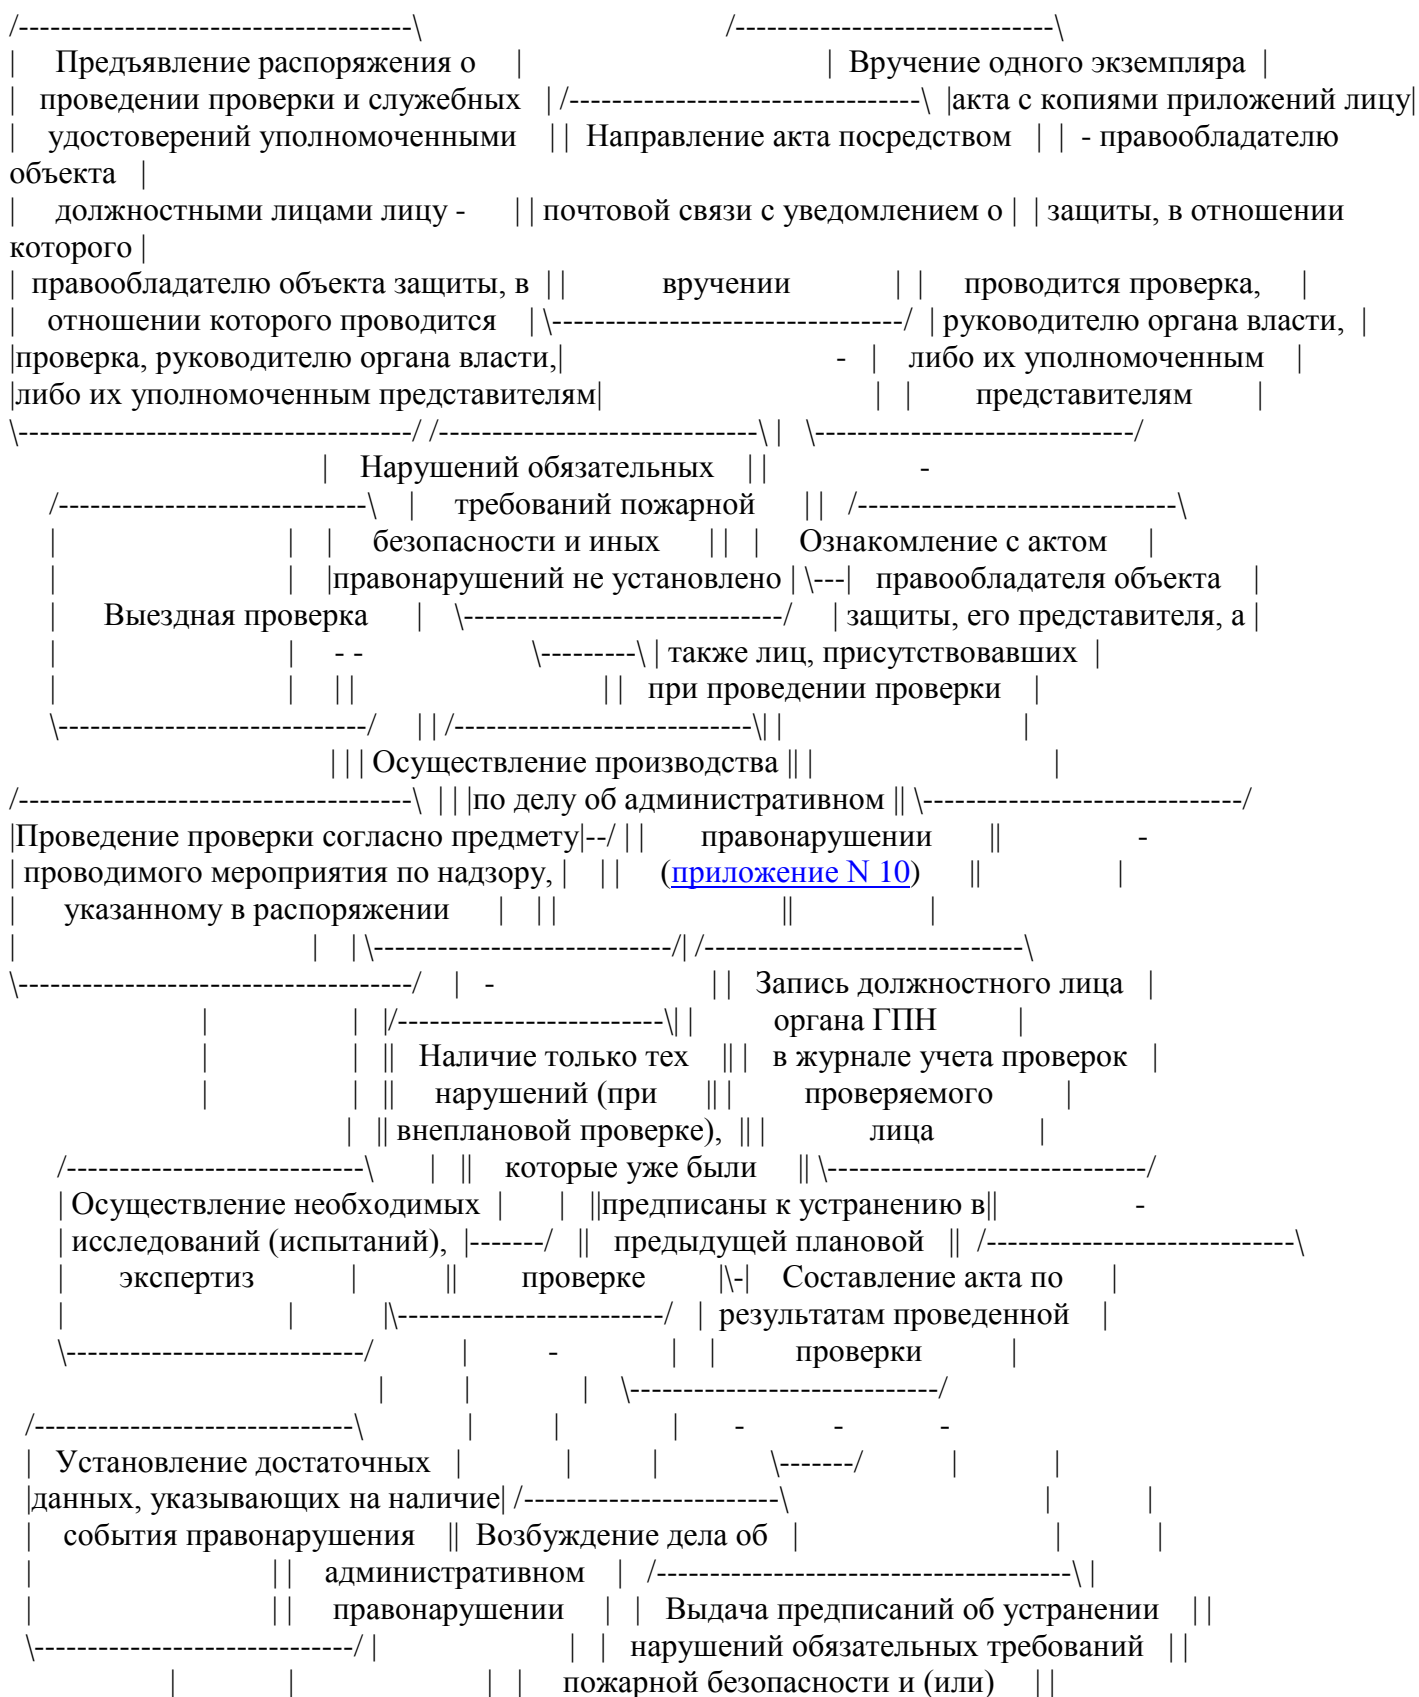 /-------------------------------------\ /------------------------------\
| Предъявление распоряжения о | | Вручение одного экземпляра |
| проведении проверки и служебных | /---------------------------------\ |акта с копиями приложений лицу|
| удостоверений уполномоченными | | Направление акта посредством | | - правообладателю
объекта |
| должностными лицами лицу - | | почтовой связи с уведомлением о | | защиты, в отношении
которого |
| правообладателю объекта защиты, в | | вручении | | проводится проверка, |
| отношении которого проводится | \---------------------------------/ | руководителю органа власти, |
|проверка, руководителю органа власти,| - | либо их уполномоченным |
|либо их уполномоченным представителям| | | представителям |
\-------------------------------------/ /------------------------------\ | \------------------------------/
| Нарушений обязательных | | -
/-----------------------------\ | требований пожарной | | /------------------------------\
| | | безопасности и иных | | | Ознакомление с актом |
| | |правонарушений не установлено | \---| правообладателя объекта |
| Выездная проверка | \------------------------------/ | защиты, его представителя, а |
| | - - \---------\ | также лиц, присутствовавших |
| | | | | | при проведении проверки |
\-----------------------------/ | | /----------------------------\| | |
| | | Осуществление производства || | |
/-------------------------------------\ | | |по делу об административном || \------------------------------/
|Проведение проверки согласно предмету|--/ | | правонарушении || -
| проводимого мероприятия по надзору, | | | (приложение N 10) || |
| указанному в распоряжении | | | || |
| | | \----------------------------/| /------------------------------\
\-------------------------------------/ | - | | Запись должностного лица |
| | |/-------------------------\| | органа ГПН |
| | || Наличие только тех || | в журнале учета проверок |
| | || нарушений (при || | проверяемого |
| || внеплановой проверке), || | лица |
/----------------------------\ | || которые уже были || \------------------------------/
| Осуществление необходимых | | ||предписаны к устранению в|| -
| исследований (испытаний), |-------/ || предыдущей плановой || /-----------------------------\
| экспертиз | || проверке |\-| Составление акта по |
| | |\-------------------------/ | результатам проведенной |
\----------------------------/ | - | | проверки |
| | | \-----------------------------/
/------------------------------\ | | | - - -
| Установление достаточных | | | \-------/ | |
|данных, указывающих на наличие| /------------------------\ | |
| события правонарушения || Возбуждение дела об | | |
| | | административном | /---------------------------------------\ |
| | | правонарушении | | Выдача предписаний об устранении | |
\------------------------------/ | | | нарушений обязательных требований | |
| | | | пожарной безопасности и (или) | |